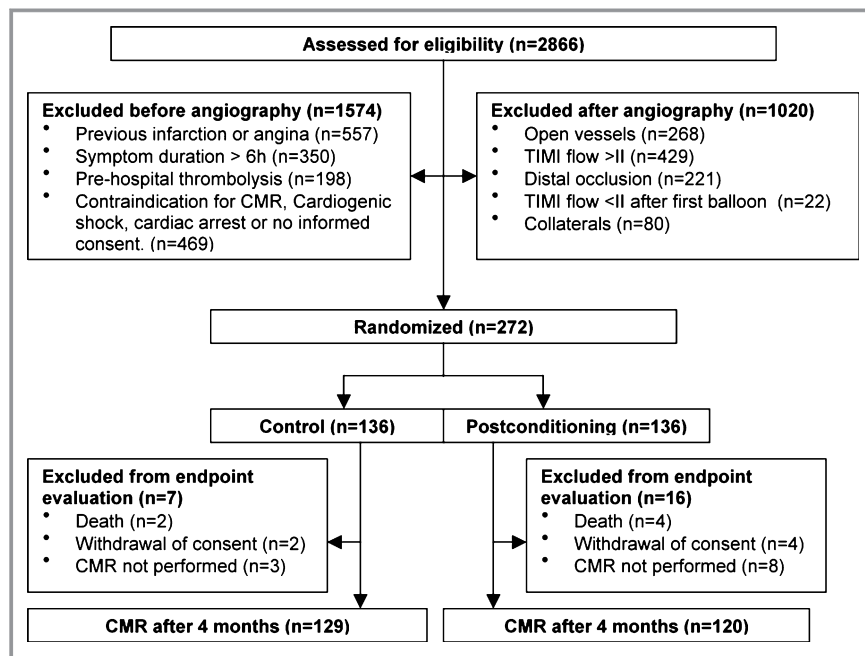 Assessed for eligibility (n=2866)
Excluded before angiography (n=1574)
• Previous infarction or angina (n=557)
• Symptom duration > 6h (n=350)
• Pre-hospital thrombolysis (n=198)
• Contraindication for CMR, Cardiogenic
shock, cardiac arrest or no informed
consent. (n=469)
Excluded after angiography (n=1020)
• Open vessels (n=268)
• TIMI flow >II (n=429)
• Distal occlusion (n=221)
• TIMI flow <II after first balloon (n=22)
• Collaterals (n=80)
Randomized (n=272)
Control (n=136)
Postconditioning (n=136)
Excluded from endpoint
evaluation (n=7)
• Death (n=2)
• Withdrawal of consent (n=2)
• CMR not performed (n=3)
Excluded from endpoint
evaluation (n=16)
• Death (n=4)
• Withdrawal of consent (n=4)
• CMR not performed (n=8)
CMR after 4 months (n=129)
CMR after 4 months (n=120)